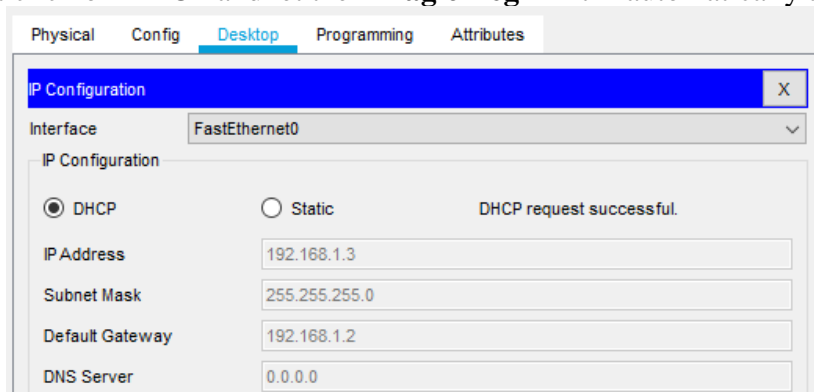 Physical Config Desktop Programming Attributes
IP Configuration X
Interface FastEthernet0
IP Configuration
DHCP Static DHCP request successful.
IP Address 192.168.1.3
Subnet Mask 255.255.255.0
Default Gateway 192.168.1.2
DNS Server 0.0.0.0